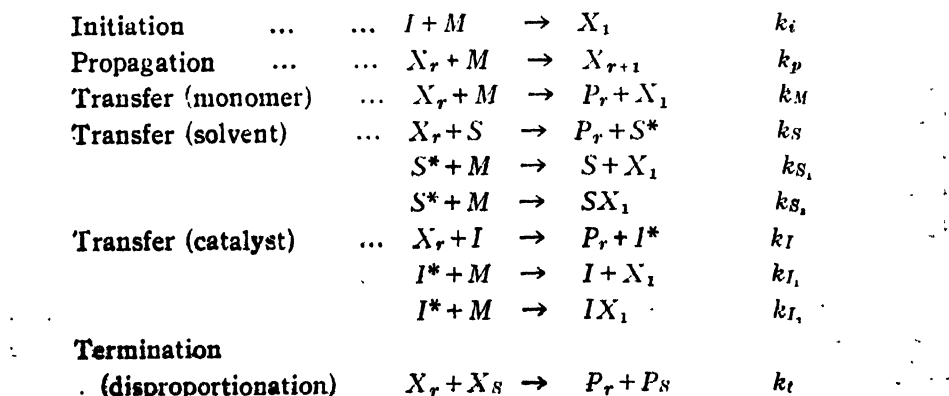 Initiation ... ... I + M → X₁ kᵢ
Propagation ... ... Xᵣ + M → Xᵣ₊₁ kₚ
Transfer (monomer) ... Xᵣ + M → Pᵣ + X₁ k_M
Transfer (solvent) ... Xᵣ + S → Pᵣ + S* k_S
S* + M → S + X₁ k_S₁
S* + M → SX₁ k_S₂
Transfer (catalyst) ... Xᵣ + I → Pᵣ + I* k_I
I* + M → I + X₁ k_I₁
I* + M → IX₁ k_I₂
Termination
(disproportionation) Xᵣ + X_S → Pᵣ + P_S kₜ